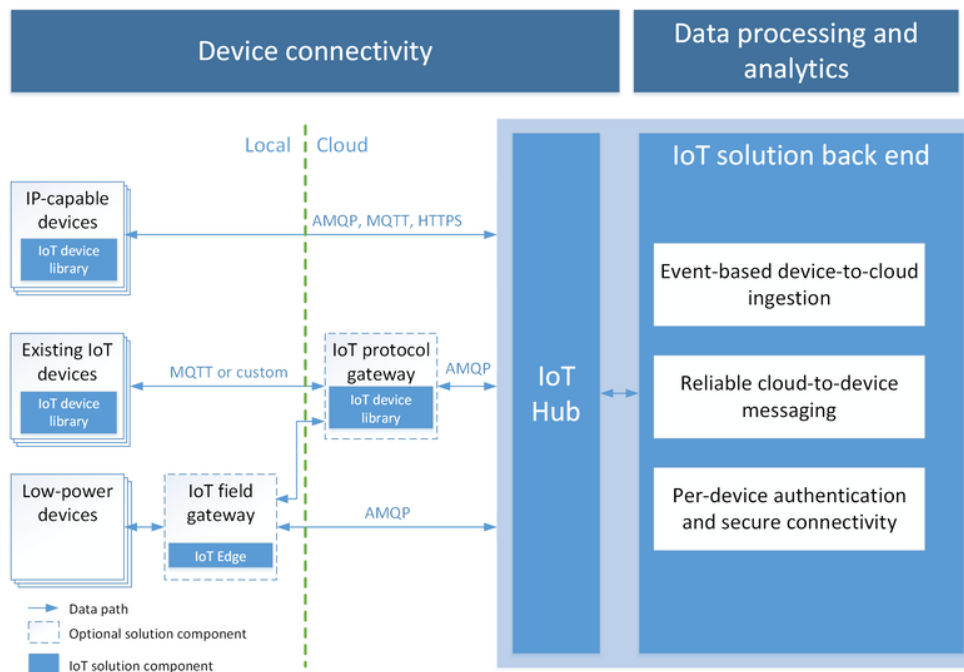 Device connectivity
Data processing and
analytics
Local
Cloud
IoT solution back end
IP-capable
devices
IoT device
library
AMQP, MQTT, HTTPS
Event-based device-to-cloud
ingestion
Existing IoT
devices
IoT device
library
MQTT or custom
IoT protocol
gateway
IoT device
library
AMQP
IoT
Hub
Reliable cloud-to-device
messaging
Low-power
devices
IoT field
gateway
IoT Edge
AMQP
Per-device authentication
and secure connectivity
Data path
Optional solution component
IoT solution component